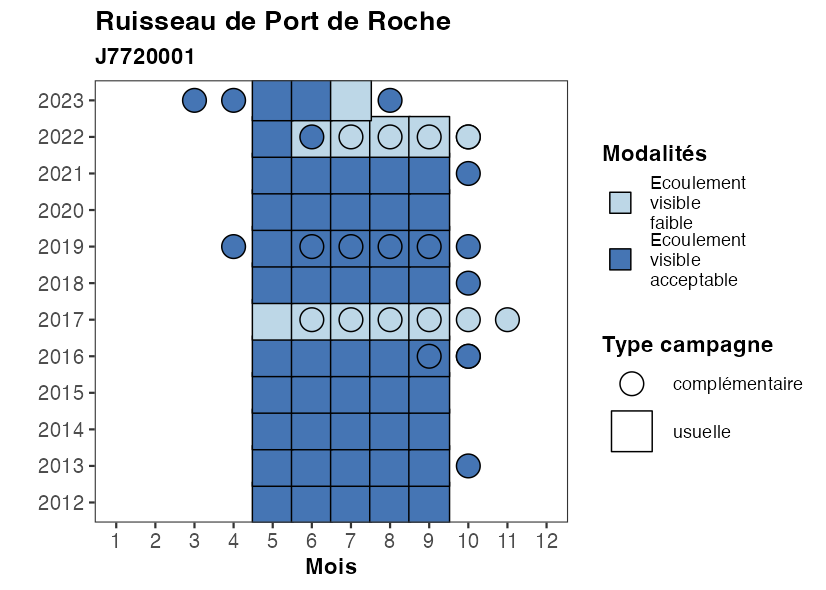 Ruisseau de Port de Roche
J7720001
2023
2022
2021
2020
2019
2018
2017
2016
2015
2014
2013
2012
1 2 3 4 5 6 7 8 9 10 11 12
Mois
Modalités
Ecoulement
visible
faible
Ecoulement
visible
acceptable
Type campagne
complémentaire
usuelle